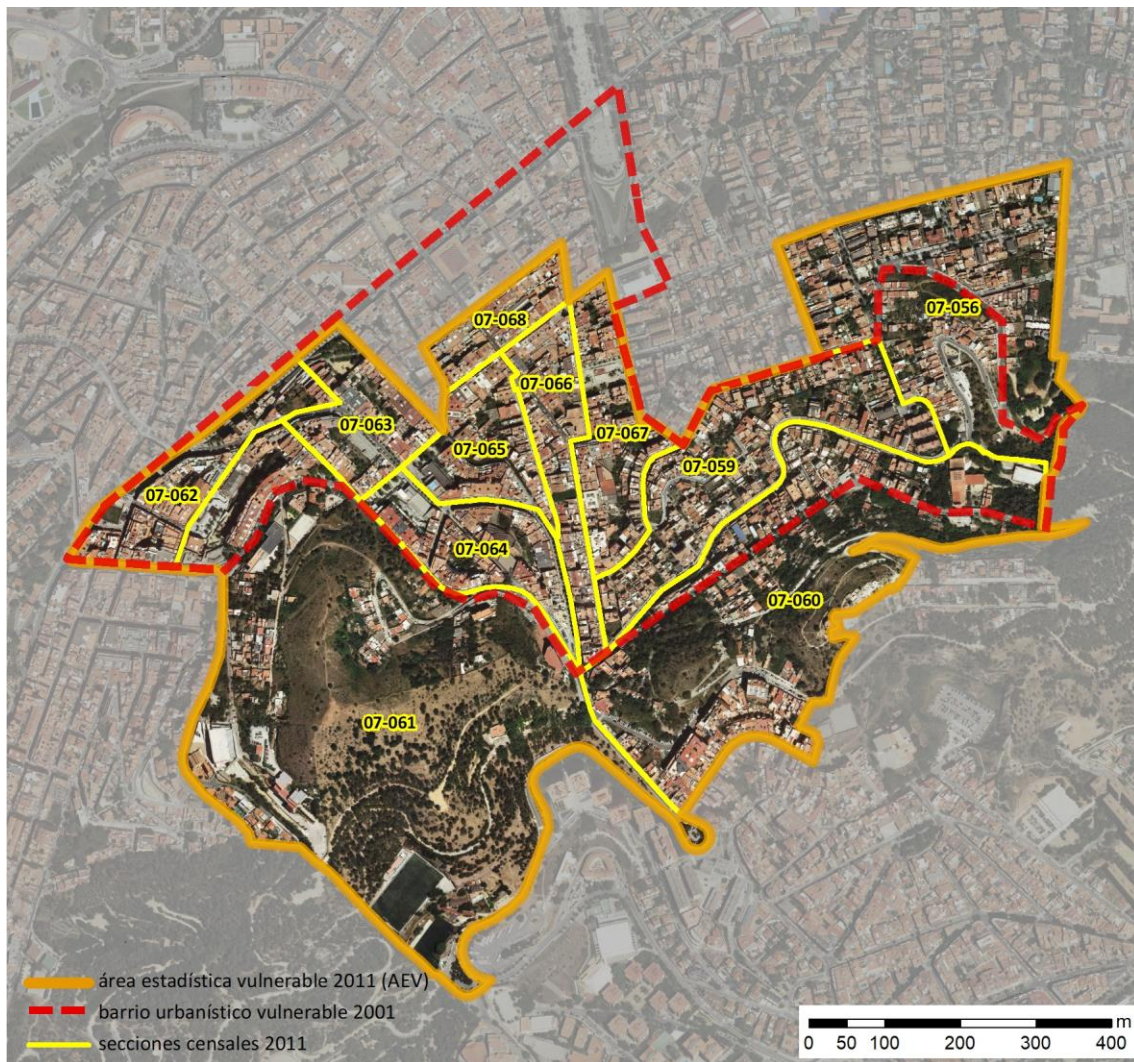 07-056
07-068
07-066
07-063
07-067
07-065
07-059
07-062
07-064
07-060
07-061
área estadística vulnerable 2011 (AEV)
barrio urbanístico vulnerable 2001
secciones censales 2011
m
0 50 100 200 300 400